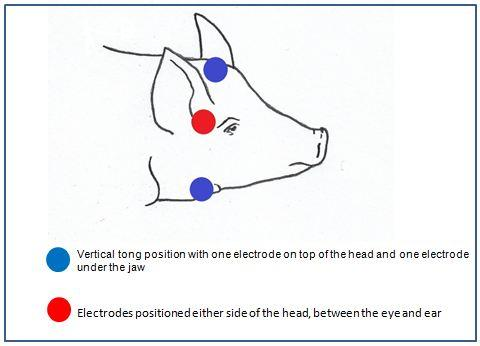 Vertical tong position with one electrode on top of the head and one electrode
under the jaw
Electrodes positioned either side of the head, between the eye and ear